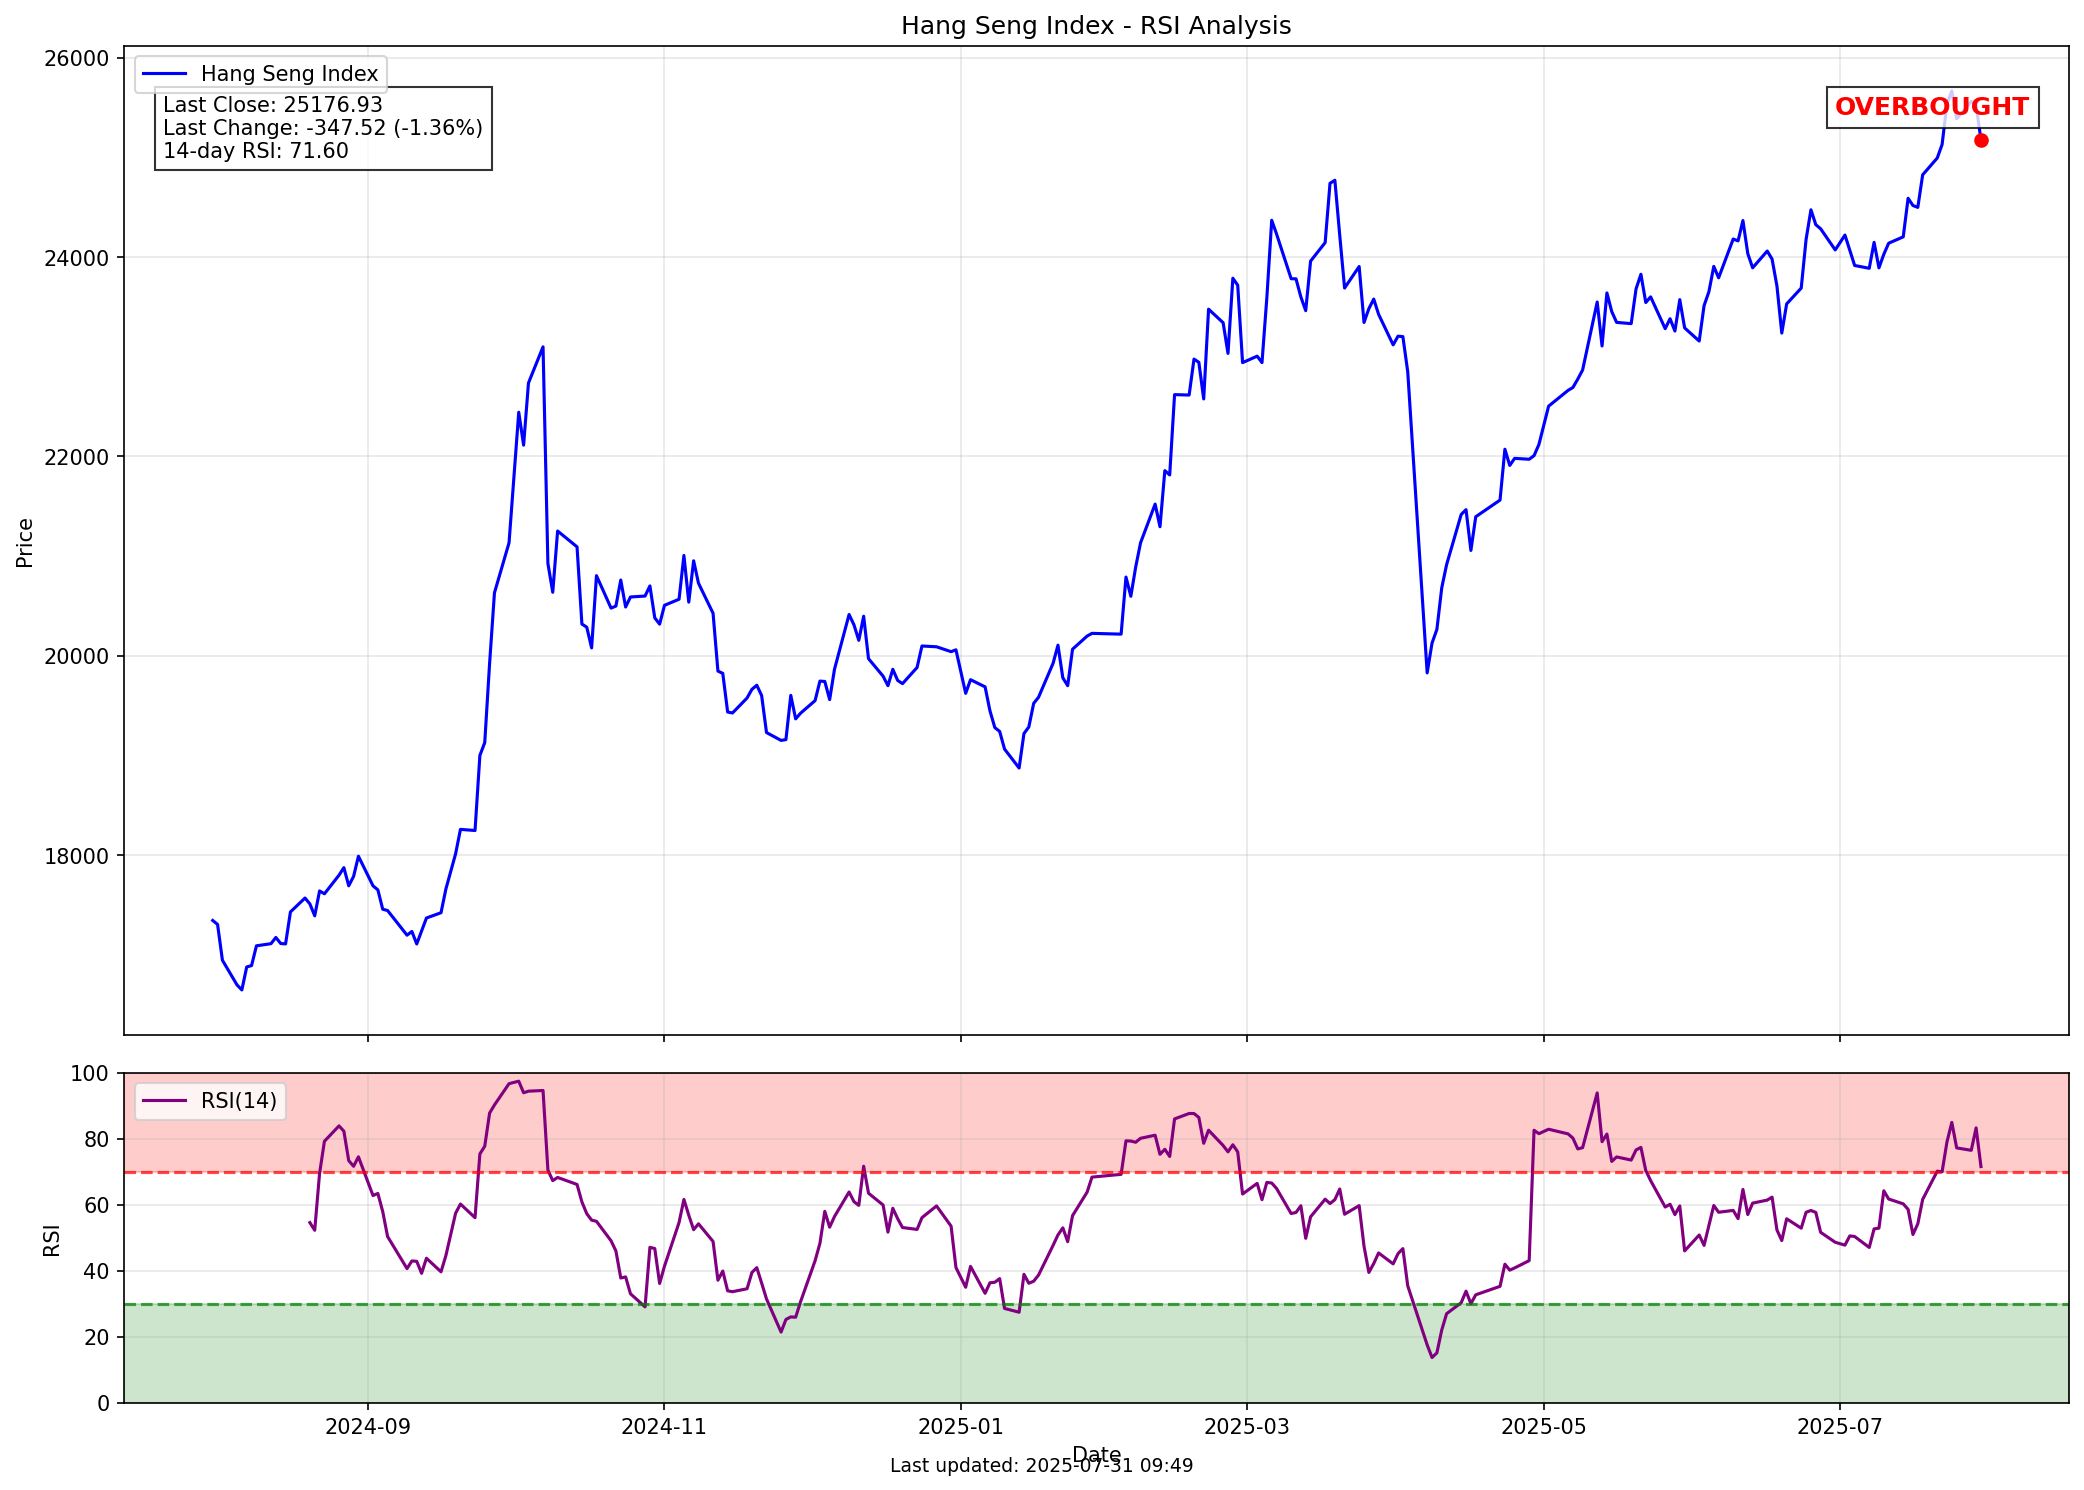 Hang Seng Index - RSI Analysis
26000
24000
22000
20000
18000
Price
Hang Seng Index
Last Close: 25176.93
Last Change: -347.52 (-1.36%)
14-day RSI: 71.60
OVERBOUGHT
100
80
60
40
20
0
RSI
RSI(14)
2024-09
2024-11
2025-01
2025-03
2025-05
2025-07
Date
Last updated: 2025-07-31 09:49